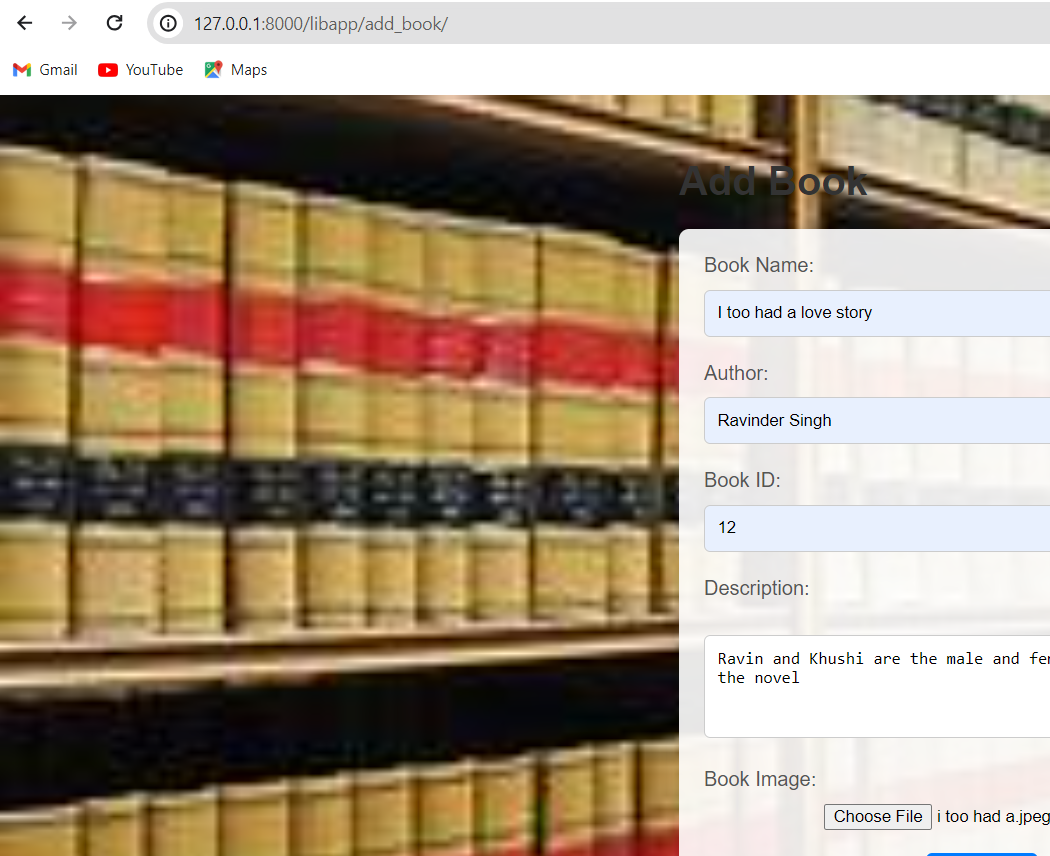 127.0.0.1:8000/libapp/add_book/
Gmail YouTube Maps
Add Book
Book Name:
I too had a love story
Author:
Ravinder Singh
Book ID:
12
Description:
Ravin and Khushi are the male and
the novel
Book Image:
Choose File i too had a.jpeg